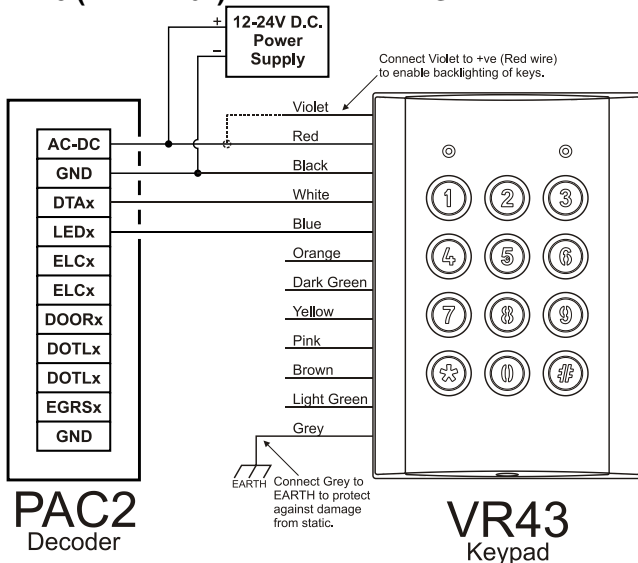 12-24V D.C.
Power
Supply
+
–
Connect Violet to +ve (Red wire)
to enable backlighting of keys.
AC-DC
GND
DTAx
LEDx
ELCx
ELCx
DOORx
DOTLx
DOTLx
EGRSx
GND
Violet
Red
Black
White
Blue
Orange
Dark Green
Yellow
Pink
Brown
Light Green
Grey
1 2 3
4 5 6
7 8 9
* 0 #
EARTH
Connect Grey to
EARTH to protect
against damage
from static.
PAC2
Decoder
VR43
Keypad